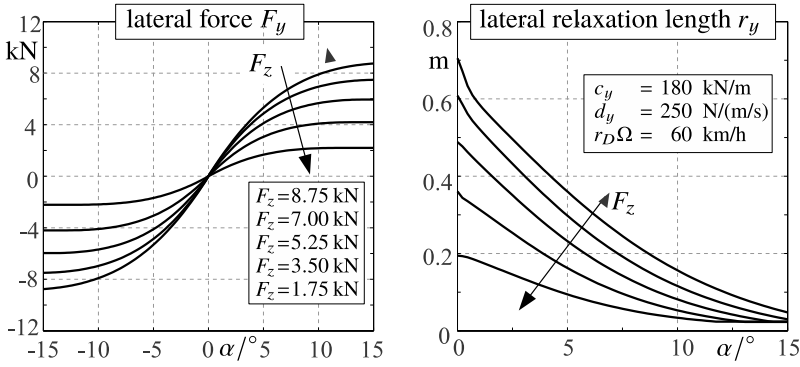 lateral force F_y
12
kN
8
4
0
-4
-8
-12
F_z
F_z = 8.75 kN
F_z = 7.00 kN
F_z = 5.25 kN
F_z = 3.50 kN
F_z = 1.75 kN
-15 -10 -5 0 α/° 5 10 15
lateral relaxation length r_y
0.8
m
0.6
0.4
0.2
0
c_y = 180 kN/m
d_y = 250 N/(m/s)
r_DΩ = 60 km/h
F_z
0 5 10 α/° 15